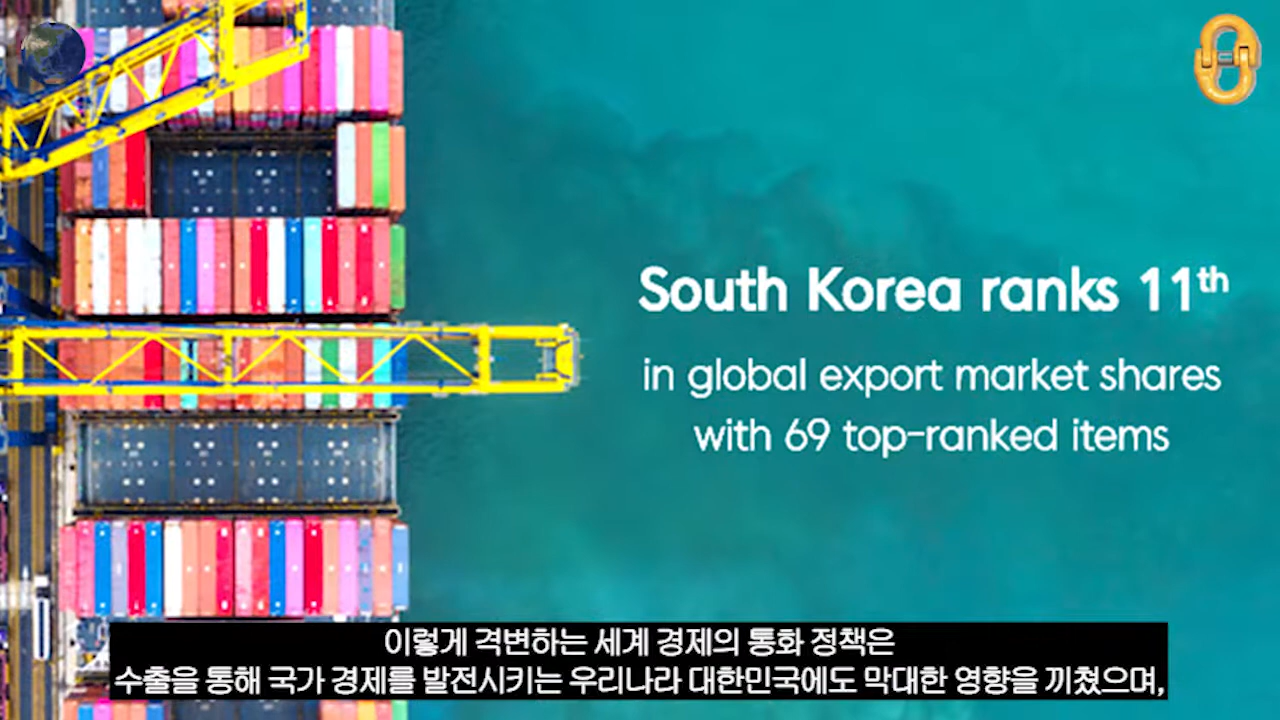 South Korea ranks 11th
in global export market shares
with 69 top-ranked items
이렇게 격변하는 세계 경제의 통화 정책은
수출을 통해 국가 경제를 발전시키는 우리나라 대한민국에도 막대한 영향을 끼쳤으며,